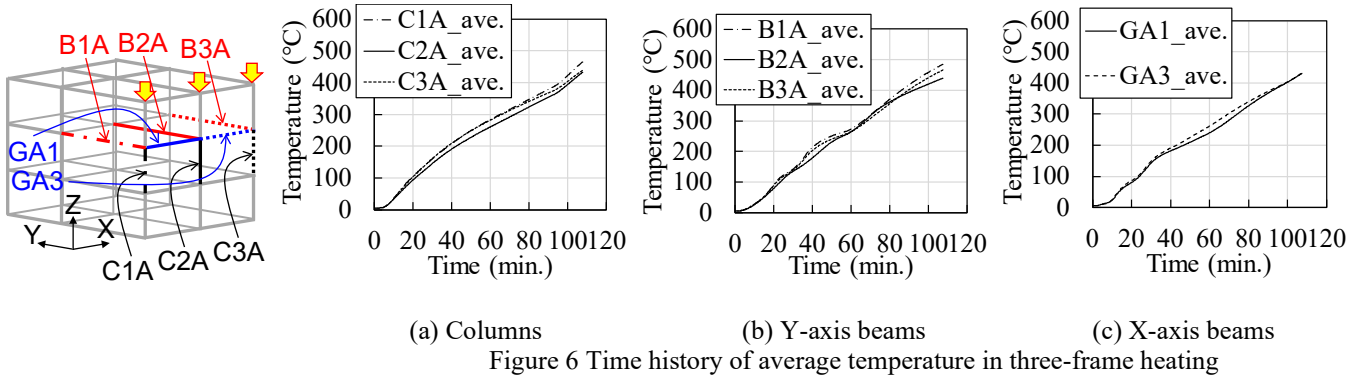 B1A
B2A
B3A
GA1
GA3
Z
Y
X
C1A
C2A
C3A
Temperature (°C)
600
500
400
300
200
100
0
C1A_ave.
C2A_ave.
C3A_ave.
0 20 40 60 80 100120
Time (min.)
(a) Columns
Temperature (°C)
600
500
400
300
200
100
0
B1A_ave.
B2A_ave.
B3A_ave.
0 20 40 60 80 100120
Time (min.)
(b) Y-axis beams
Temperature (°C)
600
500
400
300
200
100
0
GA1_ave.
GA3_ave.
0 20 40 60 80 100 120
Time (min.)
(c) X-axis beams
Figure 6 Time history of average temperature in three-frame heating